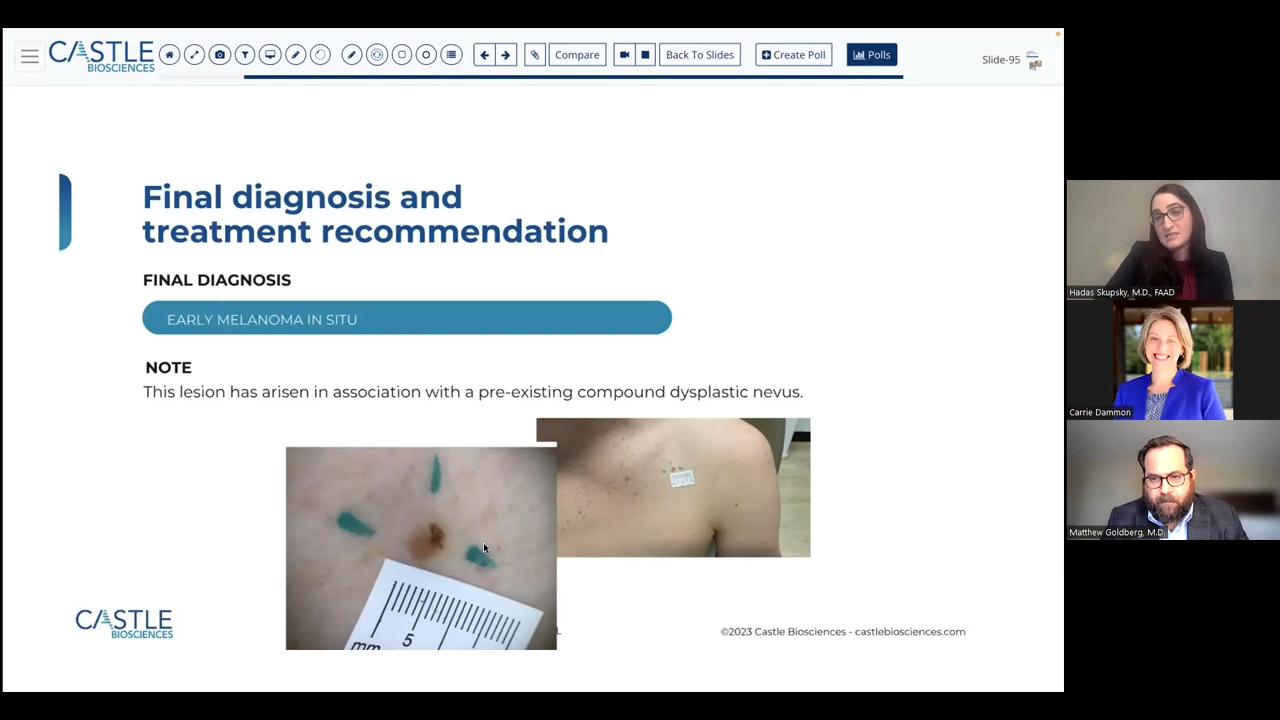 CASTLE
BIOSCIENCES
Compare
Back To Slides
Create Poll
Polls
Slide-95
Final diagnosis and
treatment recommendation
FINAL DIAGNOSIS
EARLY MELANOMA IN SITU
NOTE
This lesion has arisen in association with a pre-existing compound dysplastic nevus.
5
mm
CASTLE
BIOSCIENCES
©2023 Castle Biosciences - castlebiosciences.com
Hadas Skupsky, M.D., FAAD
Carrie Dammon
Matthew Goldberg, M.D.